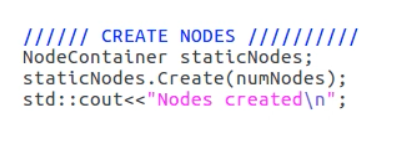 ////// CREATE NODES //////////
NodeContainer staticNodes;
staticNodes.Create(numNodes);
std::cout<<"Nodes created\n";